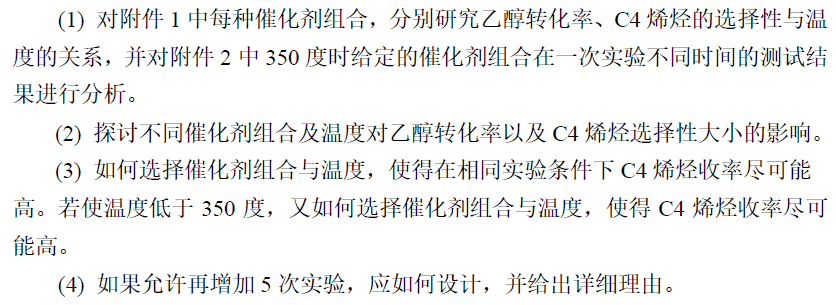 (1) 对附件 1 中每种催化剂组合，分别研究乙醇转化率、C4 烯烃的选择性与温
度的关系，并对附件 2 中 350 度时给定的催化剂组合在一次实验不同时间的测试结
果进行分析。
(2) 探讨不同催化剂组合及温度对乙醇转化率以及 C4 烯烃选择性大小的影响。
(3) 如何选择催化剂组合与温度，使得在相同实验条件下 C4 烯烃收率尽可能
高。若使温度低于 350 度，又如何选择催化剂组合与温度，使得 C4 烯烃收率尽可
能高。
(4) 如果允许再增加 5 次实验，应如何设计，并给出详细理由。